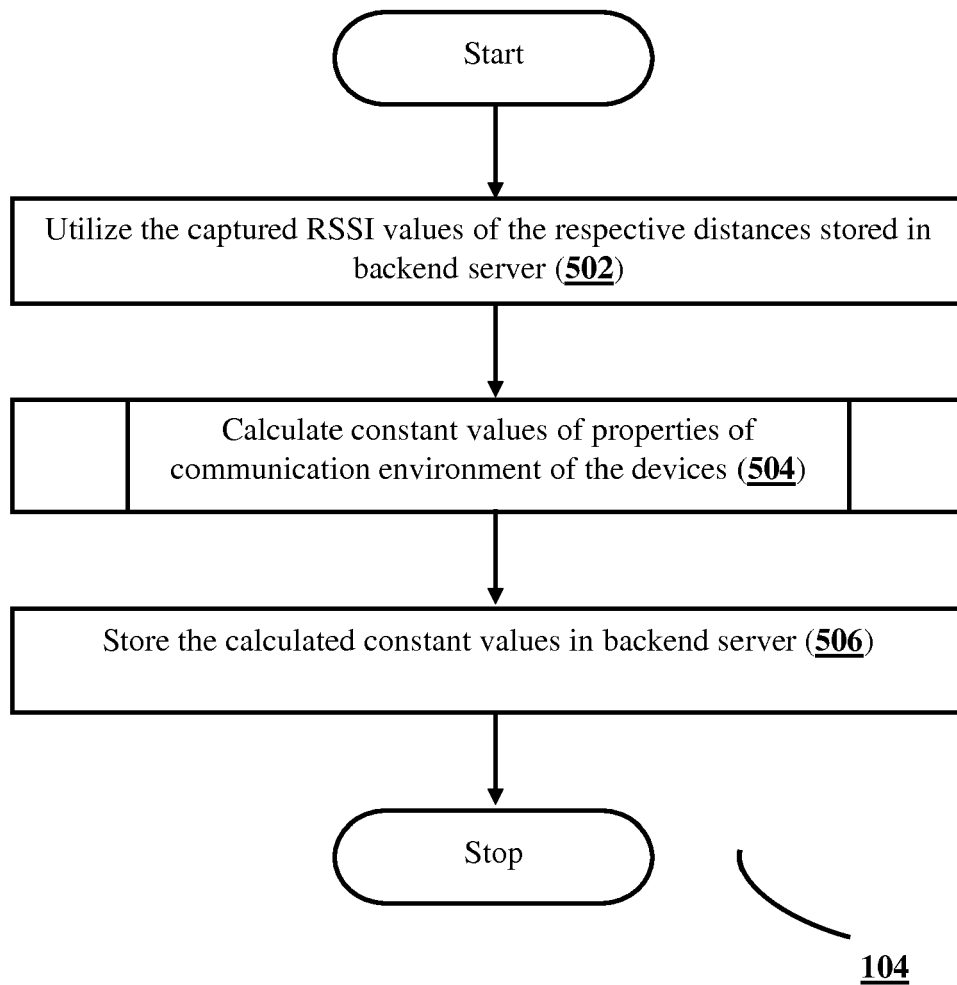 Start
Utilize the captured RSSI values of the respective distances stored in
backend server (502)
Calculate constant values of properties of
communication environment of the devices (504)
Store the calculated constant values in backend server (506)
Stop
104